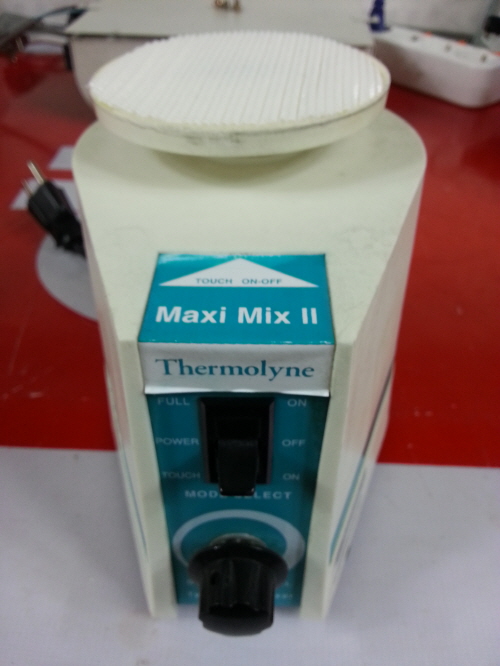 TOUCH ON-OFF
Maxi Mix II
Thermolyne
FULL ON
POWER OFF
TOUCH ON
MODE SELECT